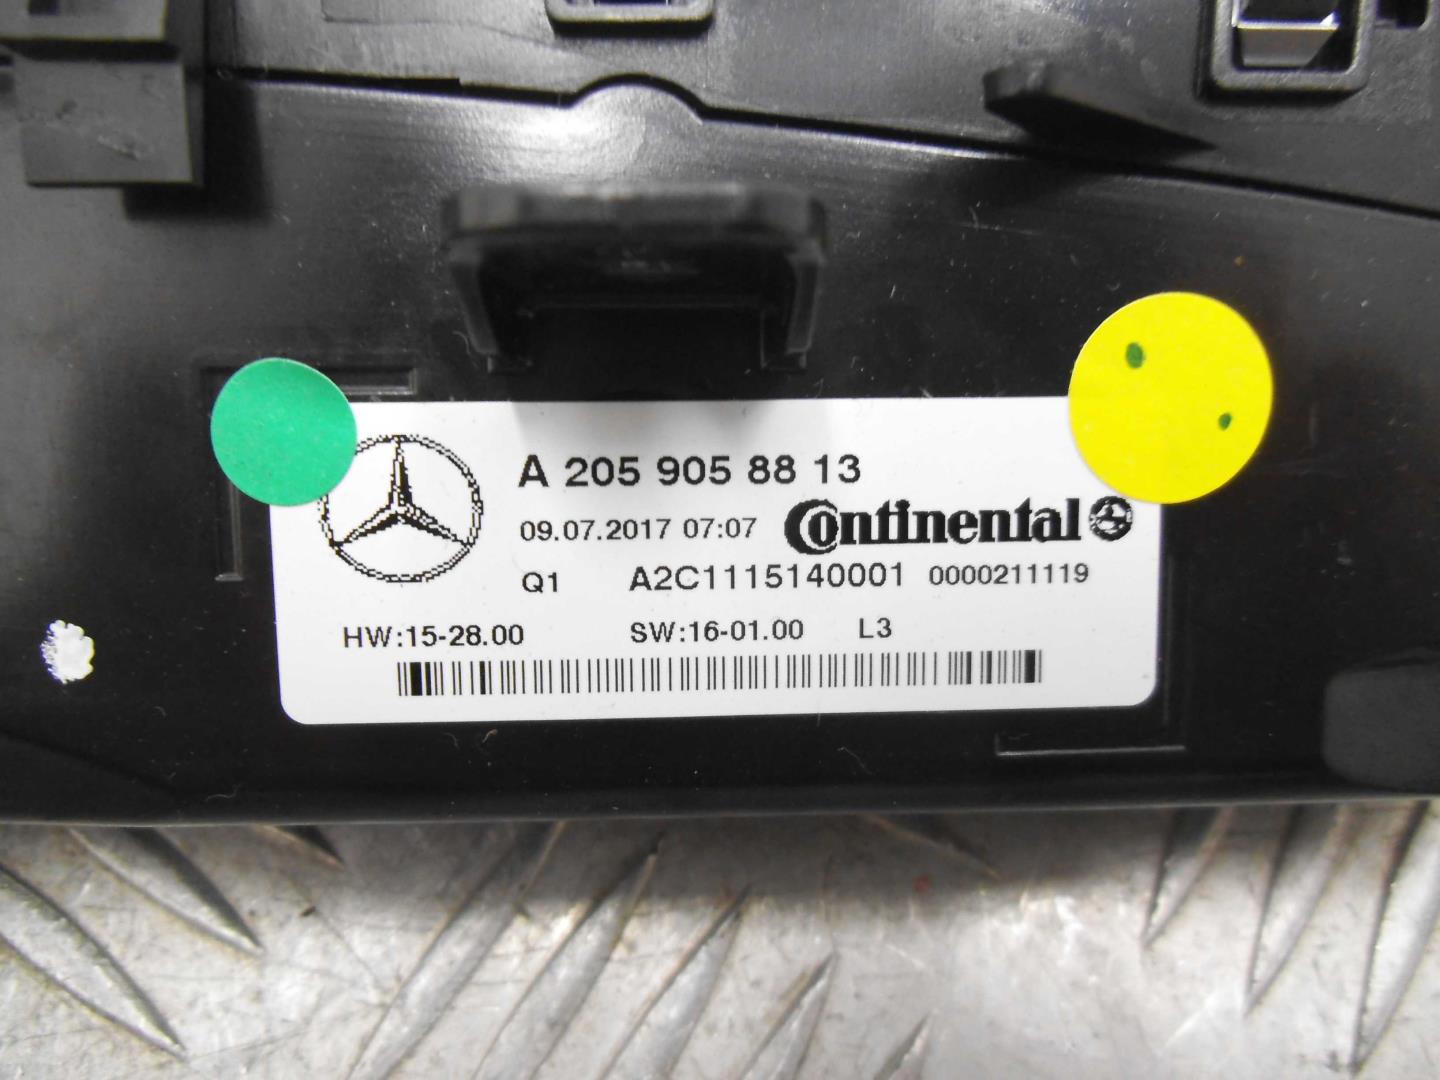 A 205 905 88 13
09.07.2017 07:07 Continental
Q1 A2C1115140001 0000211119
HW:15-28.00 SW:16-01.00 L3